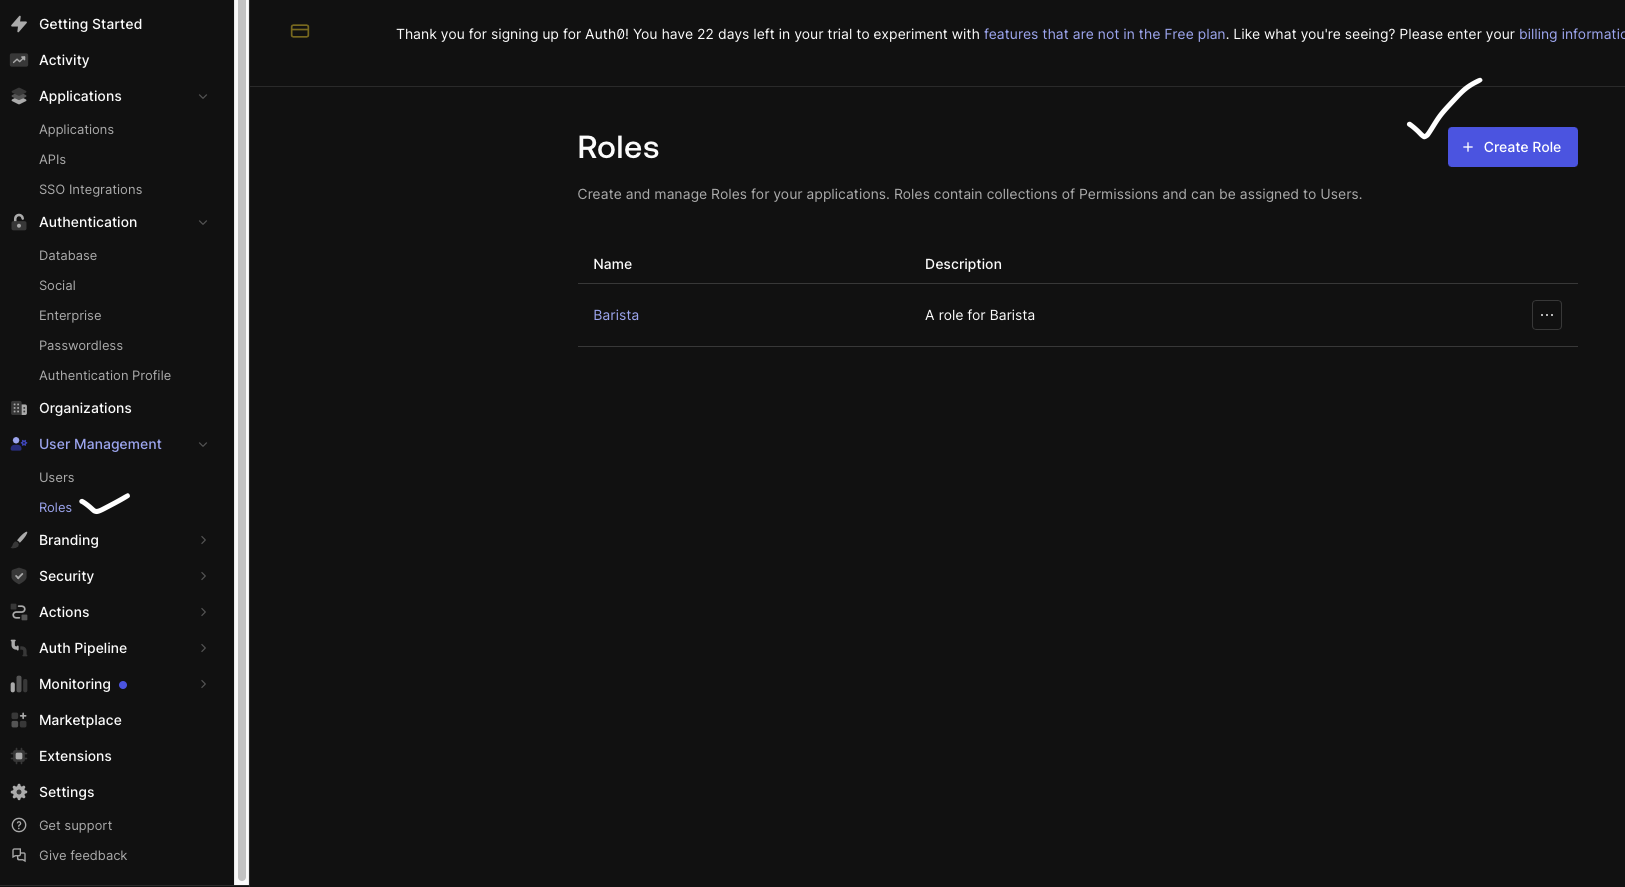 Getting Started
Activity
Applications
Applications
APIs
SSO Integrations
Authentication
Database
Social
Enterprise
Passwordless
Authentication Profile
Organizations
User Management
Users
Roles
Branding
Security
Actions
Auth Pipeline
Monitoring
Marketplace
Extensions
Settings
Get support
Give feedback
Thank you for signing up for Auth0! You have 22 days left in your trial to experiment with features that are not in the Free plan. Like what you're seeing? Please enter your billing informatio
Roles
+ Create Role
Create and manage Roles for your applications. Roles contain collections of Permissions and can be assigned to Users.
Name Description
Barista A role for Barista ...